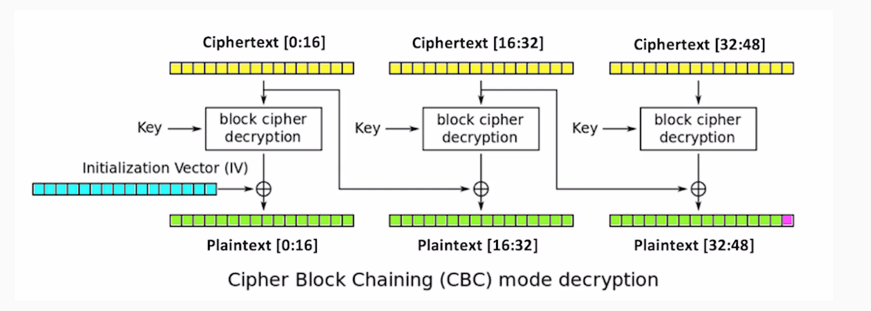 Ciphertext [0:16]
Ciphertext [16:32]
Ciphertext [32:48]
Key
block cipher
decryption
Key
block cipher
decryption
Key
block cipher
decryption
Initialization Vector (IV)
Plaintext [0:16]
Plaintext [16:32]
Plaintext [32:48]
Cipher Block Chaining (CBC) mode decryption